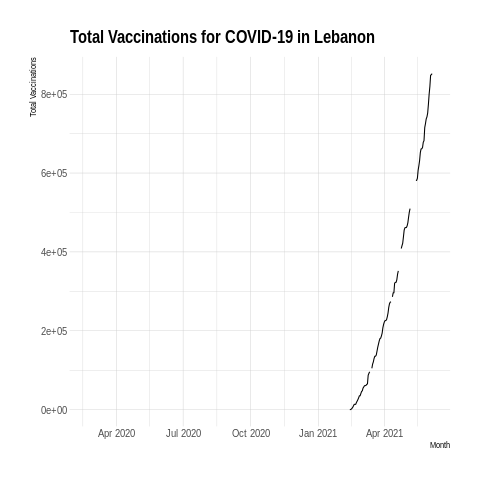 Total Vaccinations for COVID-19 in Lebanon
Total Vaccinations
8e+05
6e+05
4e+05
2e+05
0e+00
Apr 2020 Jul 2020 Oct 2020 Jan 2021 Apr 2021
Month